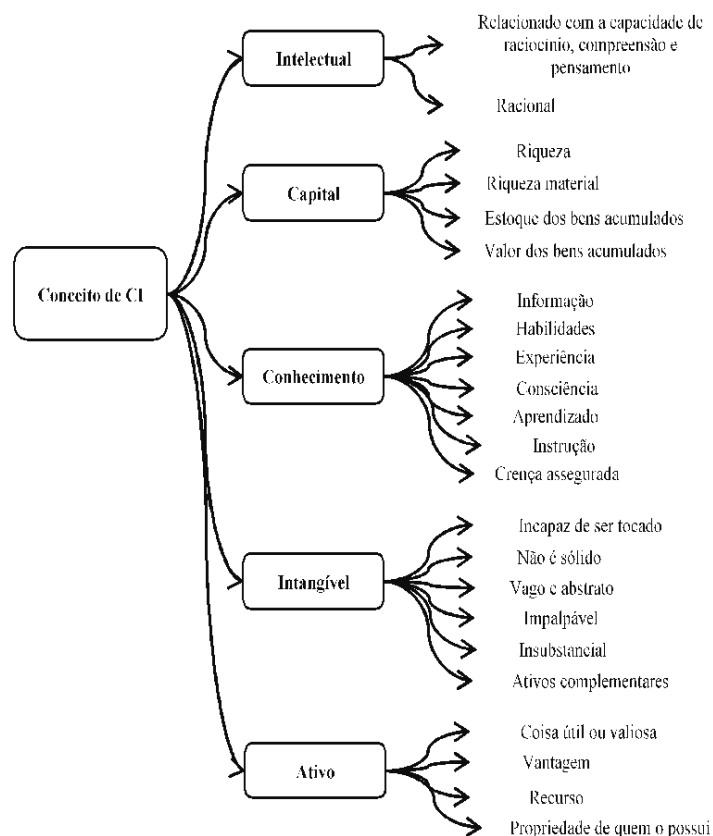 Relacionado com a capacidade de
raciocínio, compreensão e
pensamento
Intelectual
Racional
Riqueza
Riqueza material
Capital
Estoque dos bens acumulados
Valor dos bens acumulados
Conceito de CI
Informação
Habilidades
Experiência
Conhecimento
Consciência
Aprendizado
Instrução
Crença assegurada
Incapaz de ser tocado
Não é sólido
Intangível
Vago e abstrato
Impalpável
Insubstancial
Ativos complementares
Coisa útil ou valiosa
Vantagem
Ativo
Recurso
Propriedade de quem o possui